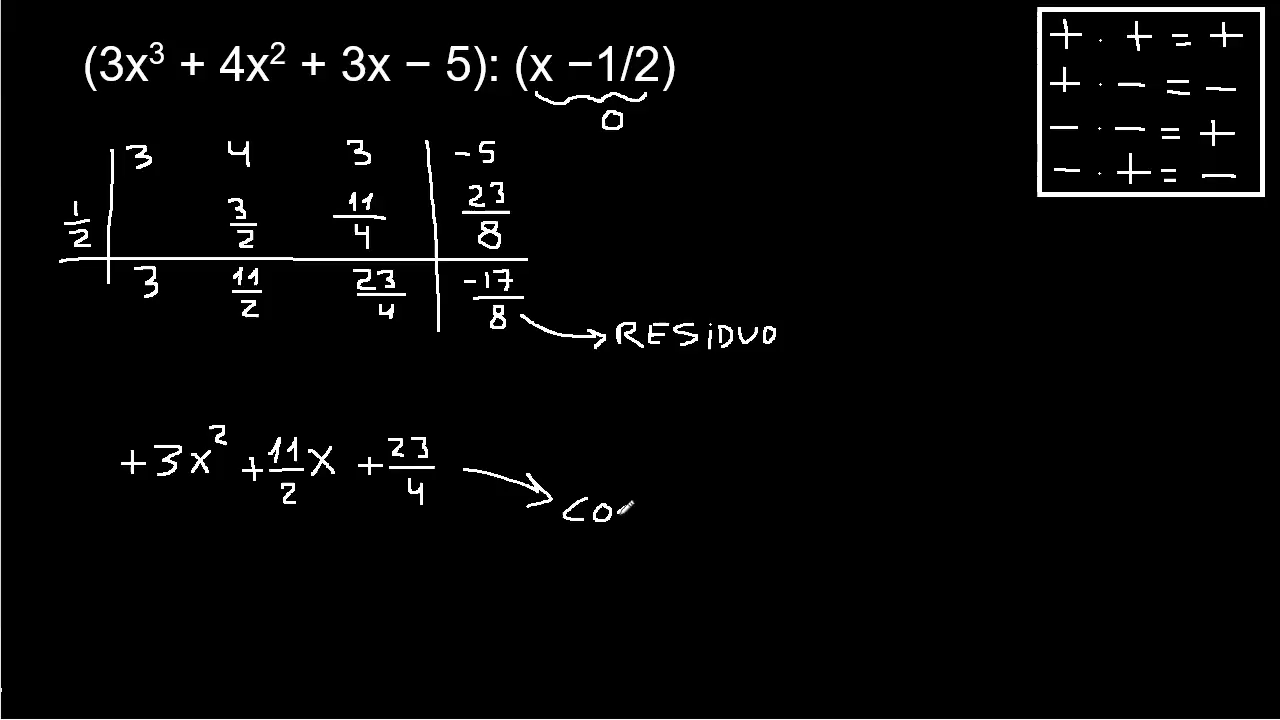 (3x³ + 4x² + 3x − 5): (x −1/2)
0
3 4 3 -5
1/2 3/2 11/4 23/8
3 11/2 23/4 -17/8
RESiDUO
+3x² +11/2x +23/4
CO
+ · + = +
+ · − = −
− · − = +
− · + = −